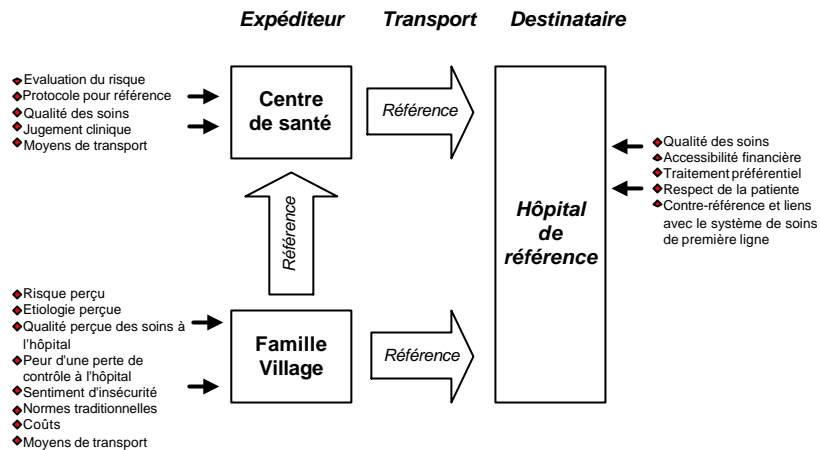 Expéditeur Transport Destinataire
Evaluation du risque
Protocole pour référence
Qualité des soins
Jugement clinique
Moyens de transport
Centre
de santé
Référence
Qualité des soins
Accessibilité financière
Traitement préférentiel
Respect de la patiente
Contre-référence et liens
avec le système de soins
de première ligne
Hôpital
de
référence
Référence
Risque perçu
Etiologie perçue
Qualité perçue des soins à
l'hôpital
Peur d'une perte de
contrôle à l'hôpital
Sentiment d'insécurité
Normes traditionnelles
Coûts
Moyens de transport
Famille
Village
Référence